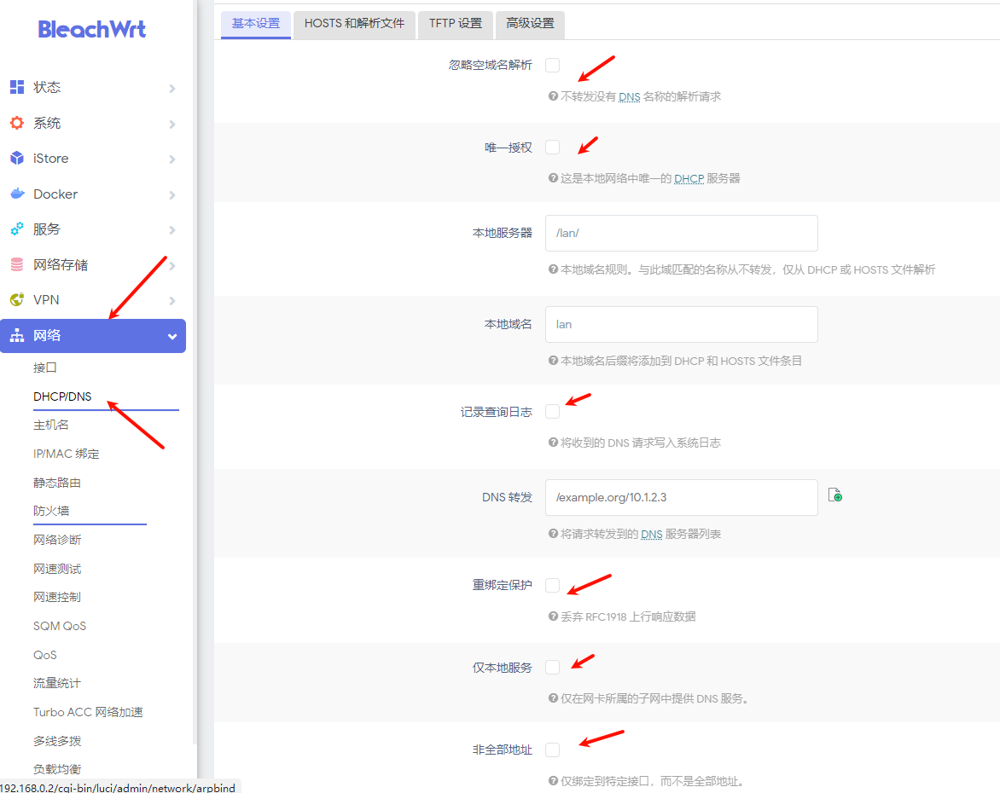 BleachWrt
状态
系统
iStore
Docker
服务
网络存储
VPN
网络
接口
DHCP/DNS
主机名
IP/MAC 绑定
静态路由
防火墙
网络诊断
网速测试
网速控制
SQM QoS
QoS
流量统计
Turbo ACC 网络加速
多线多拨
负载均衡
192.168.0.2/cgi-bin/luci/admin/network/arpbind
基本设置
HOSTS 和解析文件
TFTP 设置
高级设置
忽略空域名解析
不转发没有 DNS 名称的解析请求
唯一授权
这是本地网络中唯一的 DHCP 服务器
本地服务器
/lan/
本地域名规则。与此域匹配的名称从不转发，仅从 DHCP 或 HOSTS 文件解析
本地域名
lan
本地域名后缀将添加到 DHCP 和 HOSTS 文件条目
记录查询日志
将收到的 DNS 请求写入系统日志
DNS 转发
/example.org/10.1.2.3
将请求转发到的 DNS 服务器列表
重绑定保护
丢弃 RFC1918 上行响应数据
仅本地服务
仅在网卡所属的子网中提供 DNS 服务。
非全部地址
仅绑定到特定接口，而不是全部地址。